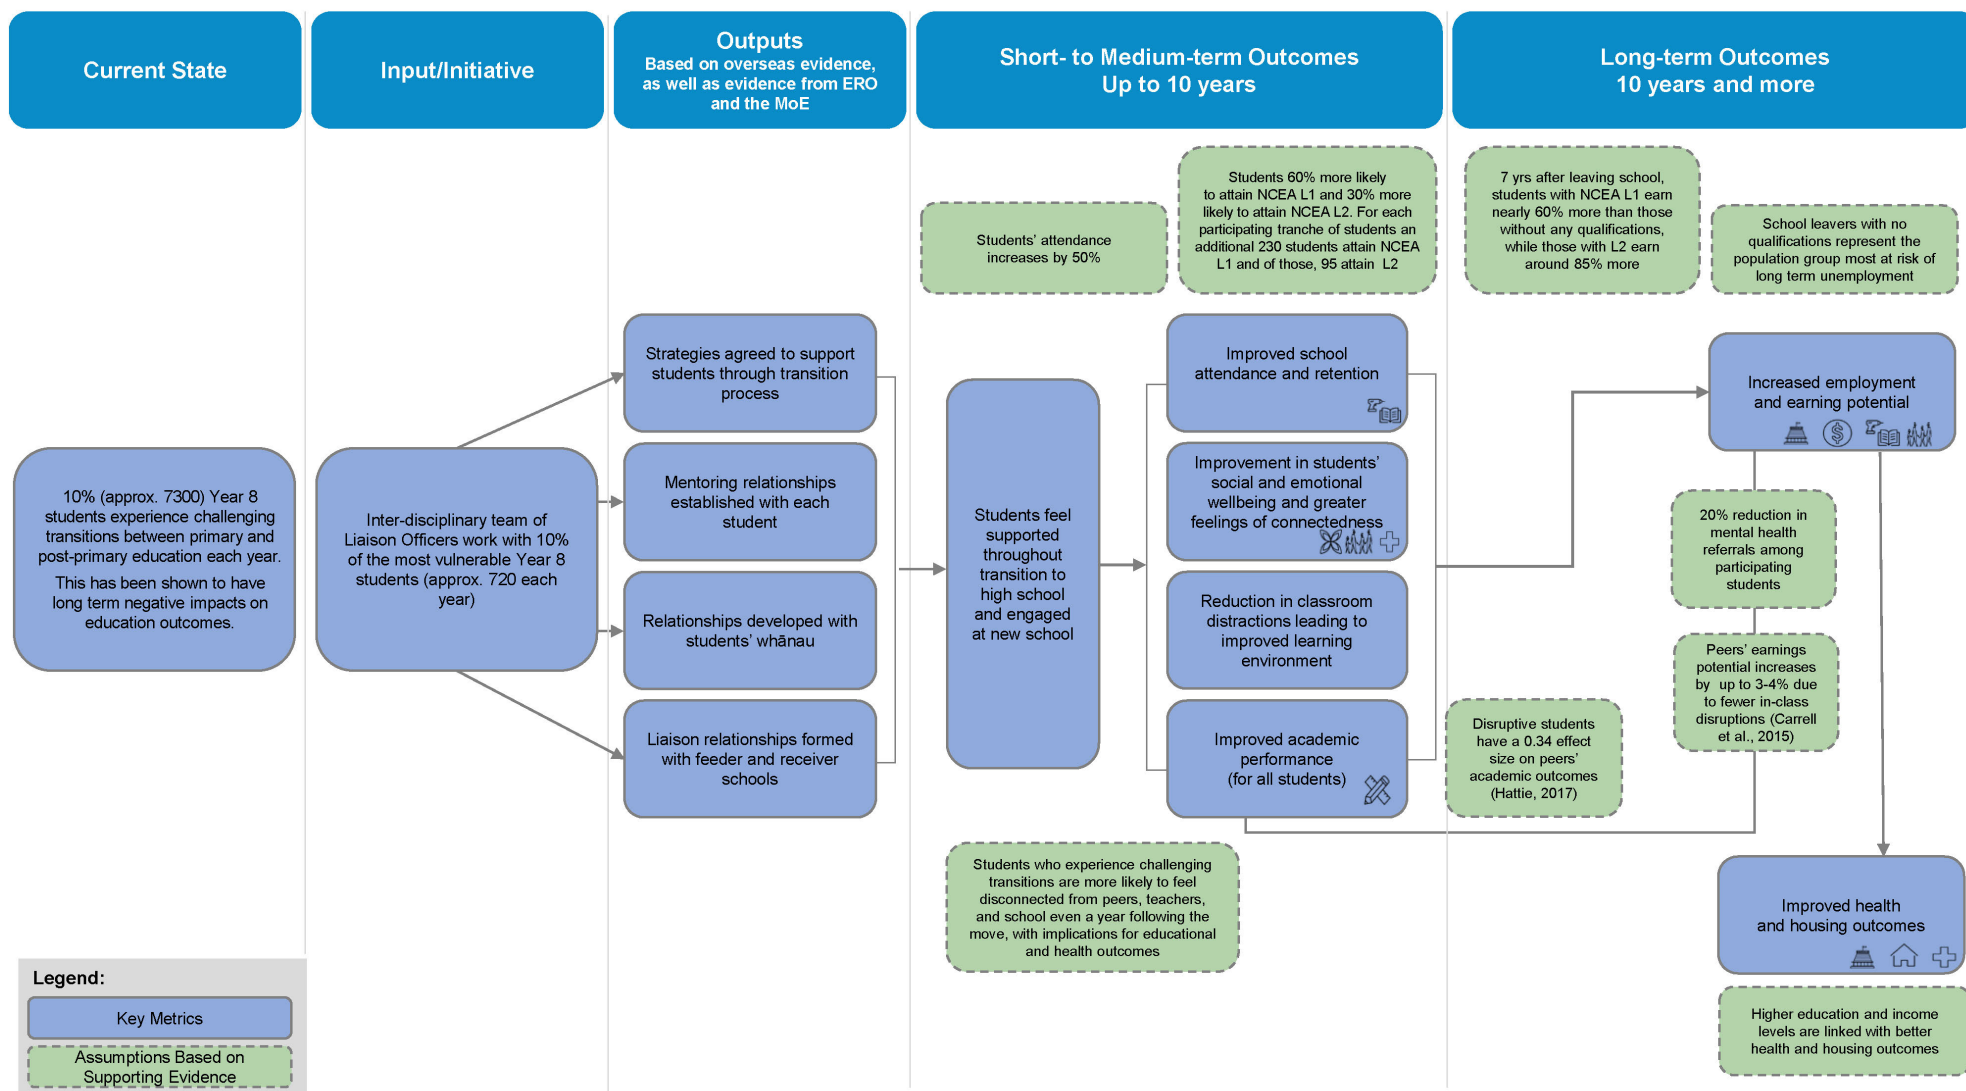 Current State
Input/Initiative
Outputs
Based on overseas evidence,
as well as evidence from ERO
and the MoE
Short- to Medium-term Outcomes
Up to 10 years
Long-term Outcomes
10 years and more
10% (approx. 7300) Year 8
students experience challenging
transitions between primary and
post-primary education each year.
This has been shown to have
long term negative impacts on
education outcomes.
Inter-disciplinary team of
Liaison Officers work with 10%
of the most vulnerable Year 8
students (approx. 720 each
year)
Strategies agreed to support
students through transition
process
Mentoring relationships
established with each
student
Relationships developed with
students' whānau
Liaison relationships formed
with feeder and receiver
schools
Students' attendance
increases by 50%
Students 60% more likely
to attain NCEA L1 and 30% more
likely to attain NCEA L2. For each
participating tranche of students an
additional 230 students attain NCEA
L1 and of those, 95 attain L2
Students feel
supported
throughout
transition to
high school
and engaged
at new school
Improved school
attendance and retention
Improvement in students'
social and emotional
wellbeing and greater
feelings of connectedness
Reduction in classroom
distractions leading to
improved learning
environment
Improved academic
performance
(for all students)
Students who experience challenging
transitions are more likely to feel
disconnected from peers, teachers,
and school even a year following the
move, with implications for educational
and health outcomes
7 yrs after leaving school,
students with NCEA L1 earn
nearly 60% more than those
without any qualifications,
while those with L2 earn
around 85% more
School leavers with no
qualifications represent the
population group most at risk of
long term unemployment
Increased employment
and earning potential
$
20% reduction in
mental health
referrals among
participating
students
Peers' earnings
potential increases
by up to 3-4% due
to fewer in-class
disruptions (Carrell
et al., 2015)
Disruptive students
have a 0.34 effect
size on peers'
academic outcomes
(Hattie, 2017)
Improved health
and housing outcomes
Higher education and income
levels are linked with better
health and housing outcomes
Legend:
Key Metrics
Assumptions Based on
Supporting Evidence